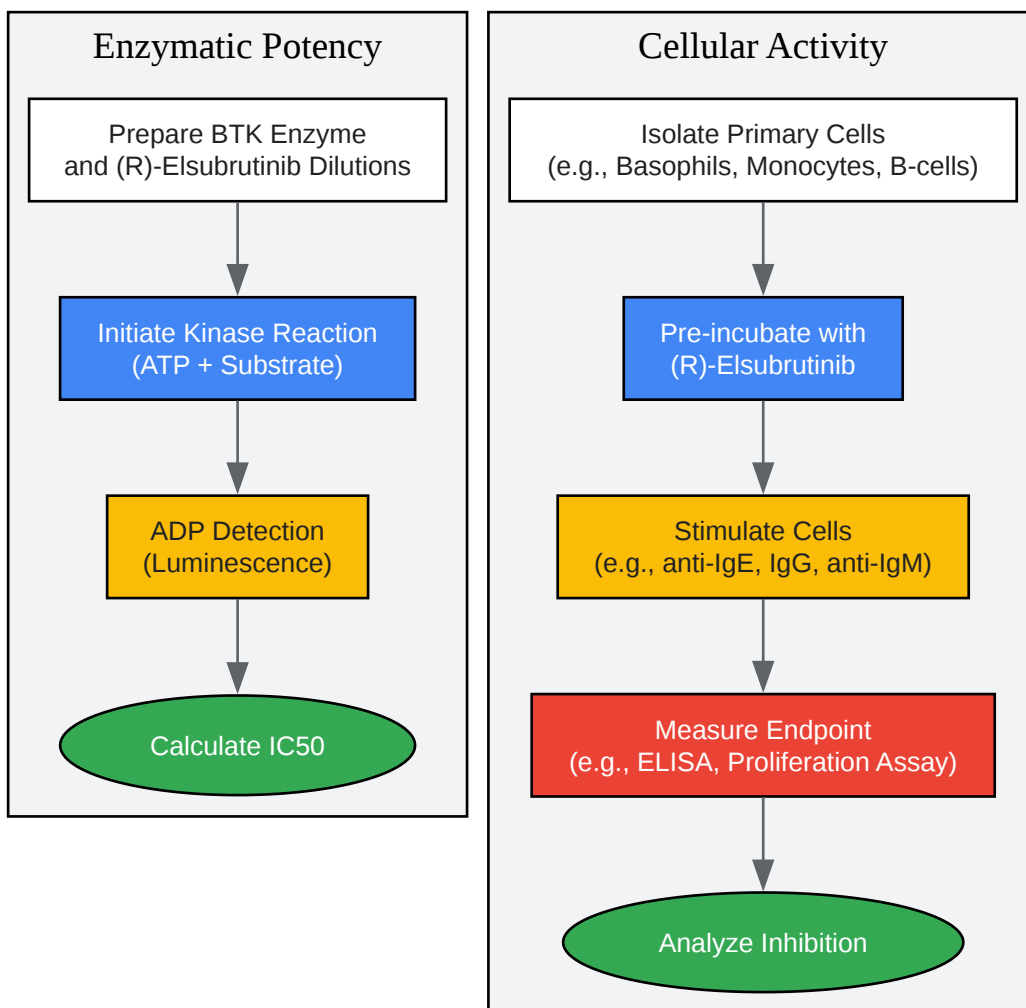 Enzymatic Potency
Prepare BTK Enzyme
and (R)-Elsubrutinib Dilutions
Initiate Kinase Reaction
(ATP + Substrate)
ADP Detection
(Luminescence)
Calculate IC50
Cellular Activity
Isolate Primary Cells
(e.g., Basophils, Monocytes, B-cells)
Pre-incubate with
(R)-Elsubrutinib
Stimulate Cells
(e.g., anti-IgE, IgG, anti-IgM)
Measure Endpoint
(e.g., ELISA, Proliferation Assay)
Analyze Inhibition